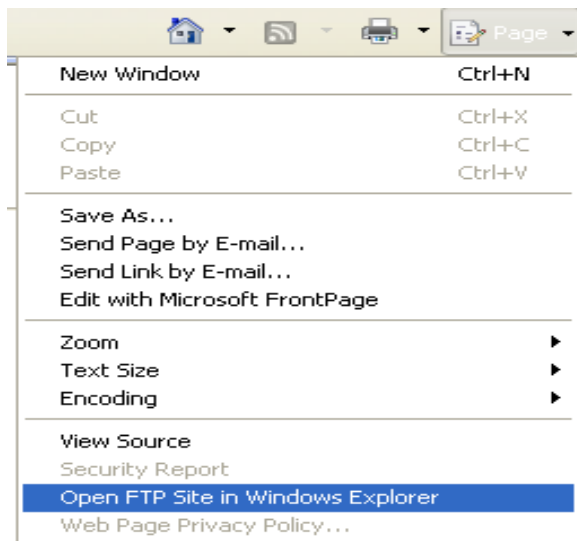 Page
New Window Ctrl+N
Cut Ctrl+X
Copy Ctrl+C
Paste Ctrl+V
Save As...
Send Page by E-mail...
Send Link by E-mail...
Edit with Microsoft FrontPage
Zoom
Text Size
Encoding
View Source
Security Report
Open FTP Site in Windows Explorer
Web Page Privacy Policy...